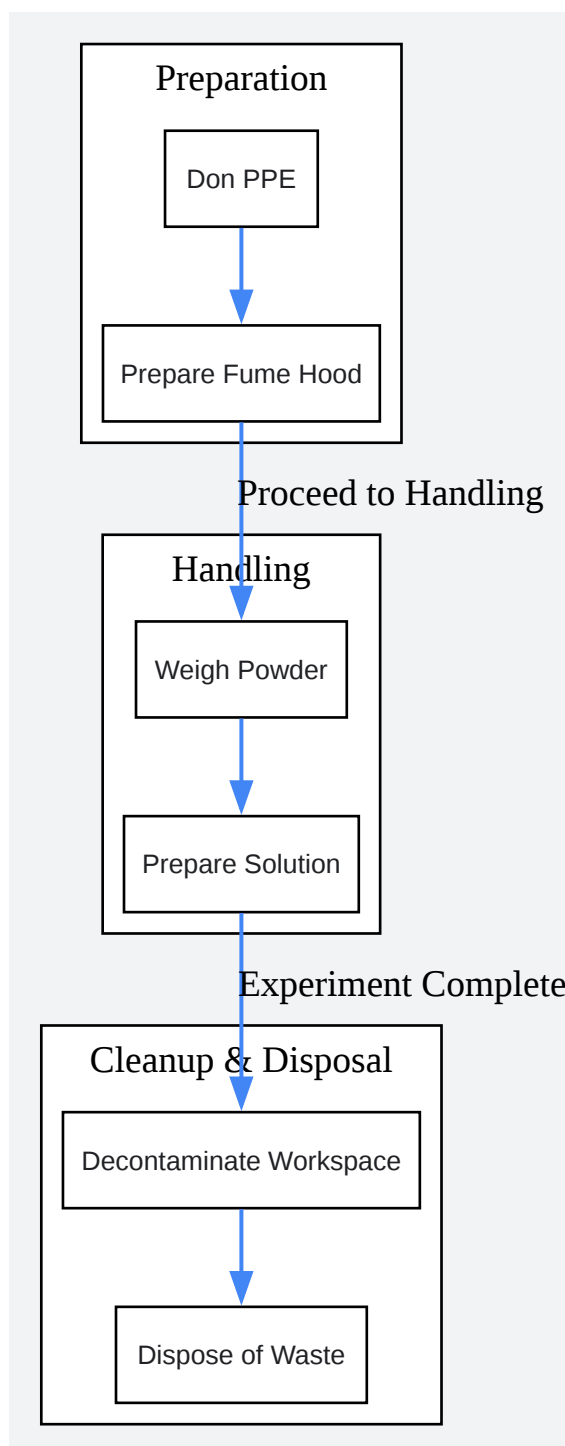 Preparation
Don PPE
Prepare Fume Hood
Proceed to Handling
Handling
Weigh Powder
Prepare Solution
Experiment Complete
Cleanup & Disposal
Decontaminate Workspace
Dispose of Waste